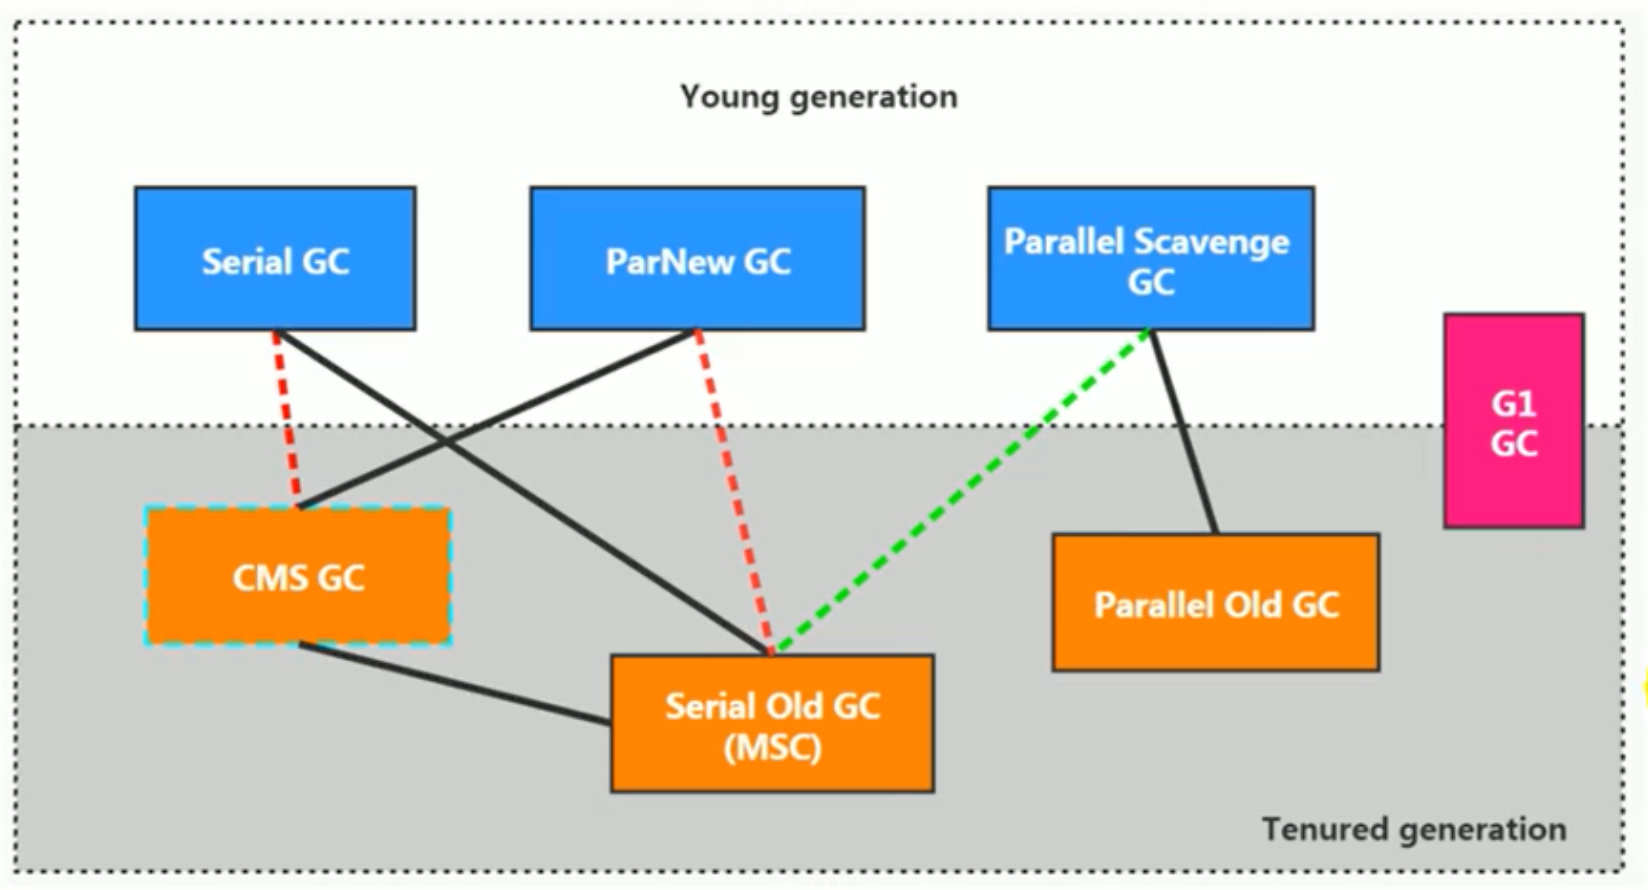 Young generation
Serial GC
ParNew GC
Parallel Scavenge
GC
G1
GC
CMS GC
Parallel Old GC
Serial Old GC
(MSC)
Tenured generation